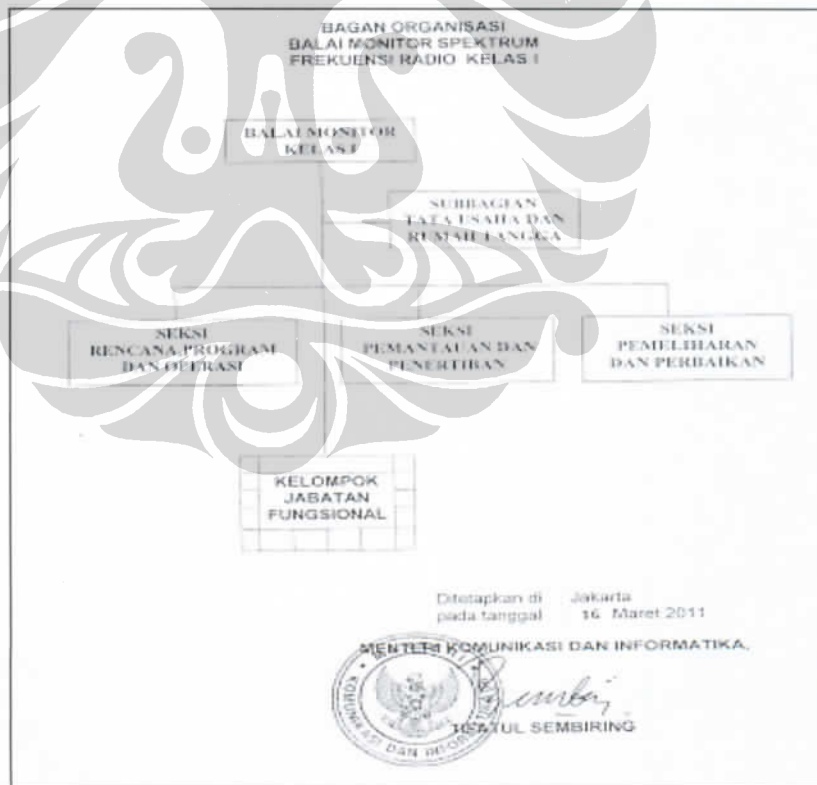 BAGAN ORGANISASI
BALAI MONITOR SPEKTRUM
FREKUENSI RADIO KELAS I
BALAI MONITOR
KELAS I
SUBBAGIAN
TATA USAHA DAN
RUMAH TANGGA
SEKSI
RENCANA PROGRAM
DAN OPERASI
SEKSI
PEMANTAUAN DAN
PENERTIBAN
SEKSI
PEMELIHARAN
DAN PERBAIKAN
KELOMPOK
JABATAN
FUNGSIONAL
Ditetapkan di Jakarta
pada tanggal 16 Maret 2011
MENTERI KOMUNIKASI DAN INFORMATIKA,
SEMBIRING